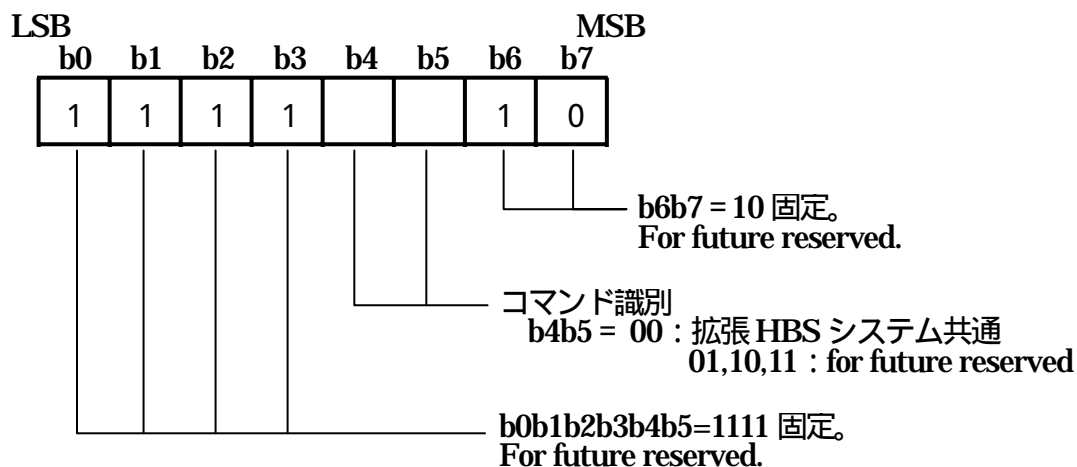 LSB MSB
b0 b1 b2 b3 b4 b5 b6 b7
1 1 1 1 1 0
b6b7 = 10 固定。
For future reserved.
コマンド識別
b4b5 = 00：拡張 HBS システム共通
01,10,11：for future reserved
b0b1b2b3b4b5=1111 固定。
For future reserved.